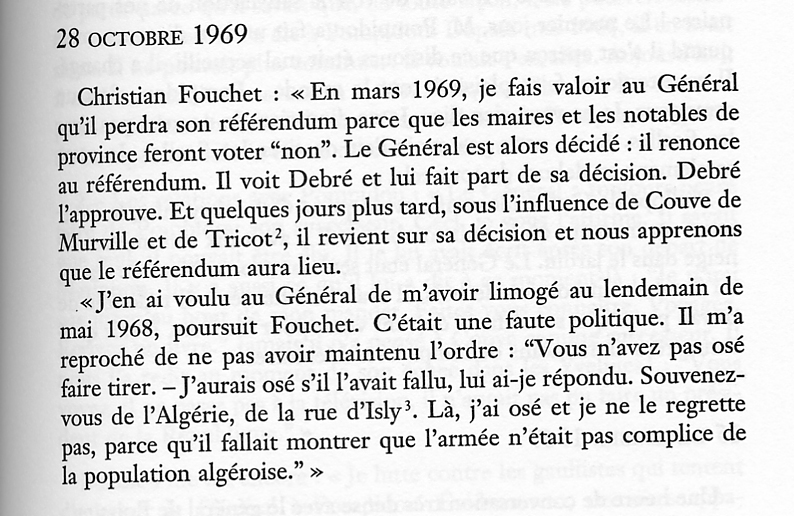 28 OCTOBRE 1969
Christian Fouchet : « En mars 1969, je fais valoir au Général
qu'il perdra son référendum parce que les maires et les notables de
province feront voter “non”. Le Général est alors décidé : il renonce
au référendum. Il voit Debré et lui fait part de sa décision. Debré
l'approuve. Et quelques jours plus tard, sous l'influence de Couve de
Murville et de Tricot², il revient sur sa décision et nous apprenons
que le référendum aura lieu.
« J'en ai voulu au Général de m'avoir limogé au lendemain de
mai 1968, poursuit Fouchet. C'était une faute politique. Il m'a
reproché de ne pas avoir maintenu l'ordre : “Vous n'avez pas osé
faire tirer. – J'aurais osé s'il l'avait fallu, lui ai-je répondu. Souvenez-
vous de l'Algérie, de la rue d'Isly³. Là, j'ai osé et je ne le regrette
pas, parce qu'il fallait montrer que l'armée n'était pas complice de
la population algéroise.” »